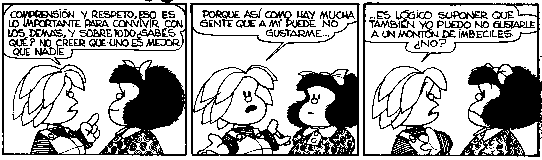 COMPRENSIÓN Y RESPETO, ESO ES
LO IMPORTANTE PARA CONVIVIR CON
LOS DEMÁS, Y SOBRE TODO, ¿SABES
QUÉ? NO CREER QUE UNO ES MEJOR
QUE NADIE
PORQUE ASÍ COMO HAY MUCHA
GENTE QUE A MÍ PUEDE NO
GUSTARME...
..ES LÓGICO SUPONER QUE
TAMBIÉN YO PUEDO NO GUSTARLE
A UN MONTÓN DE IMBÉCILES
¿NO?